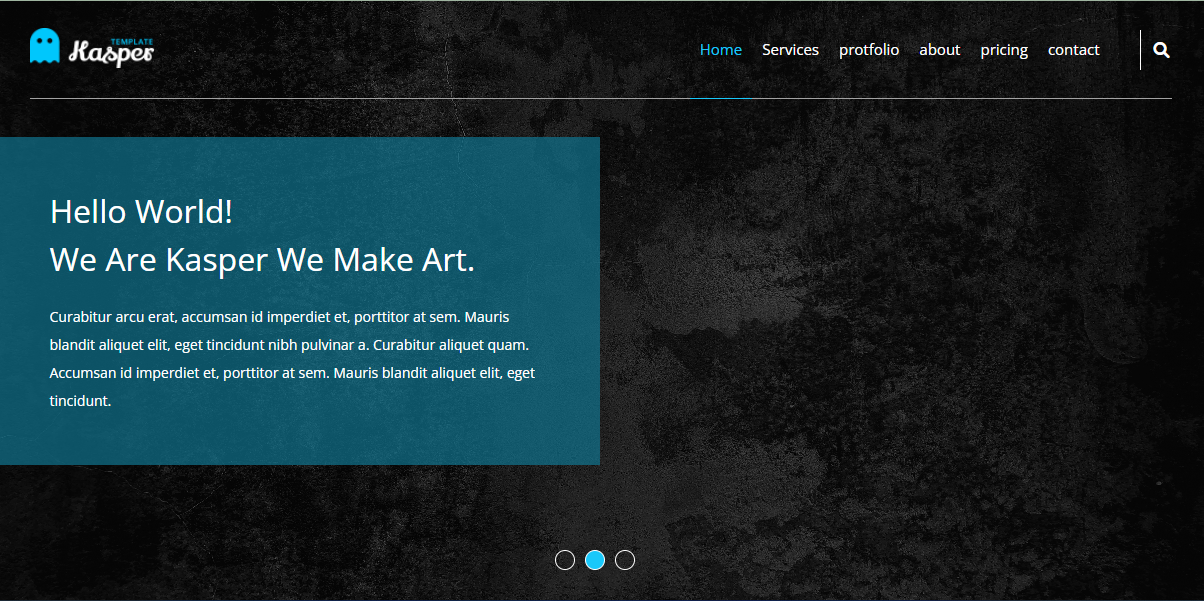 TEMPLATE
Kasper
Home Services protfolio about pricing contact
Hello World!
We Are Kasper We Make Art.
Curabitur arcu erat, accumsan id imperdiet et, porttitor at sem. Mauris
blandit aliquet elit, eget tincidunt nibh pulvinar a. Curabitur aliquet quam.
Accumsan id imperdiet et, porttitor at sem. Mauris blandit aliquet elit, eget
tincidunt.